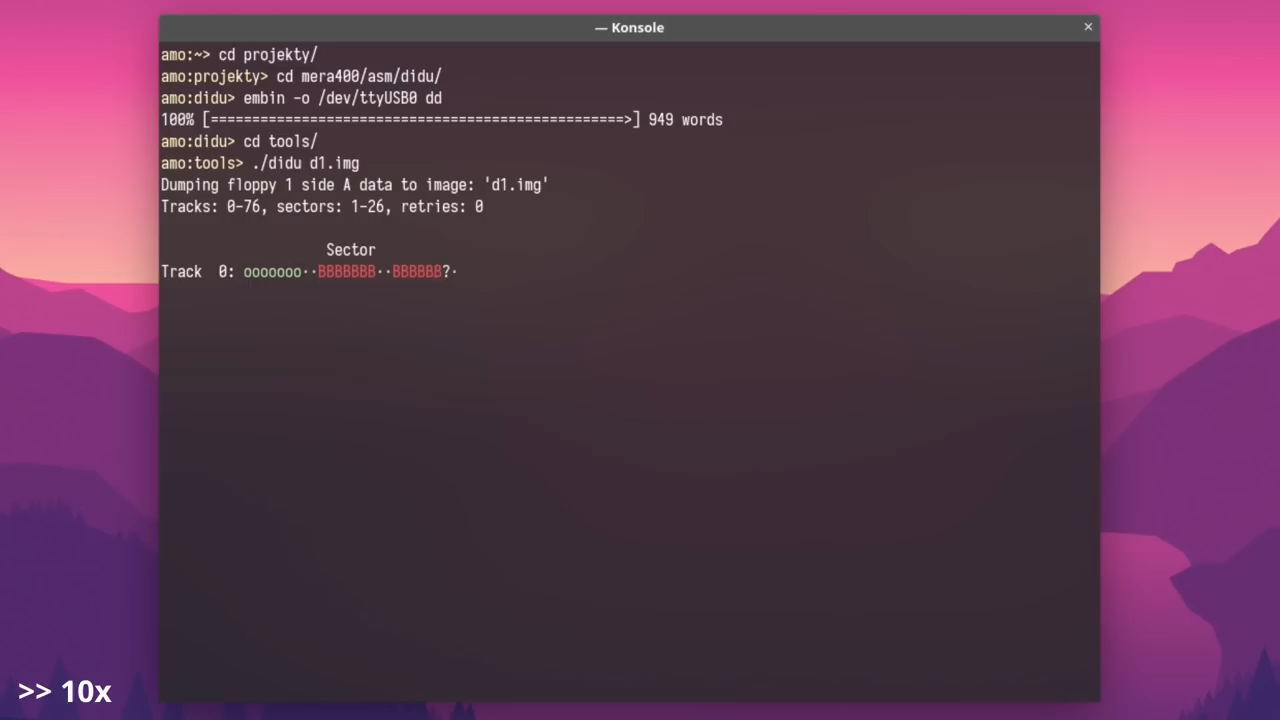 — Konsole
amo:~> cd projekty/
amo:projekty> cd mera400/asm/didu/
amo:didu> embin -o /dev/ttyUSB0 dd
100% [==================================================>] 949 words
amo:didu> cd tools/
amo:tools> ./didu d1.img
Dumping floppy 1 side A data to image: 'd1.img'
Tracks: 0-76, sectors: 1-26, retries: 0
Sector
Track  0: ooooooo··BBBBBBB··BBBBBB?·
>> 10x